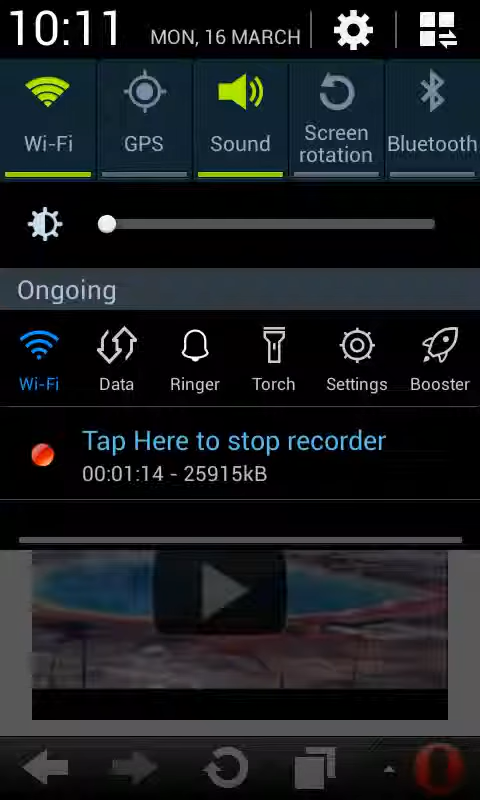 10:11 MON, 16 MARCH
Wi-Fi GPS Sound Screen rotation Bluetooth
Ongoing
Wi-Fi Data Ringer Torch Settings Booster
Tap Here to stop recorder
00:01:14 - 25915kB